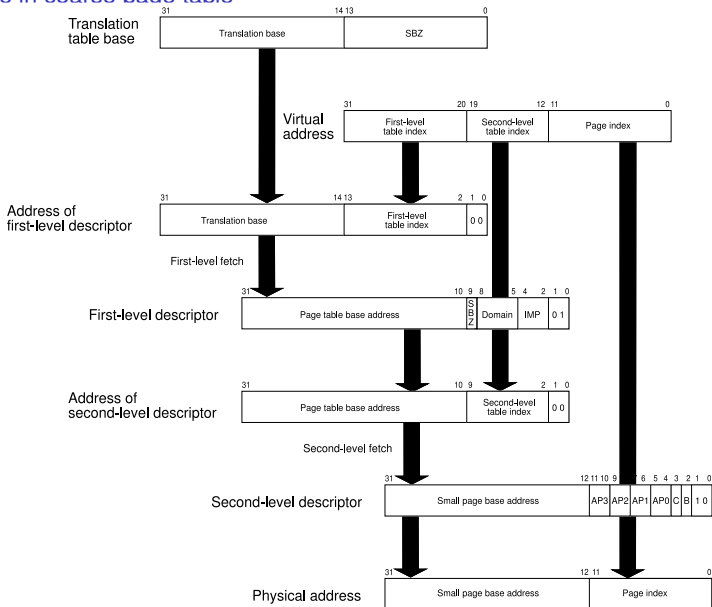 in coarse base table
Translation
table base
31 14 13 0
Translation base SBZ
Virtual
address
31 20 19 12 11 0
First-level
table index
Second-level
table index
Page index
Address of
first-level descriptor
31 14 13 2 1 0
Translation base
First-level
table index
0 0
First-level fetch
First-level descriptor
31 10 9 8 5 4 2 1 0
Page table base address
S
B
Z
Domain IMP 0 1
Address of
second-level descriptor
31 10 9 2 1 0
Page table base address
Second-level
table index
0 0
Second-level fetch
Second-level descriptor
31 12 11 10 9 6 5 4 3 2 1 0
Small page base address AP3 AP2 AP1 AP0 C B 1 0
Physical address
31 12 11 0
Small page base address Page index